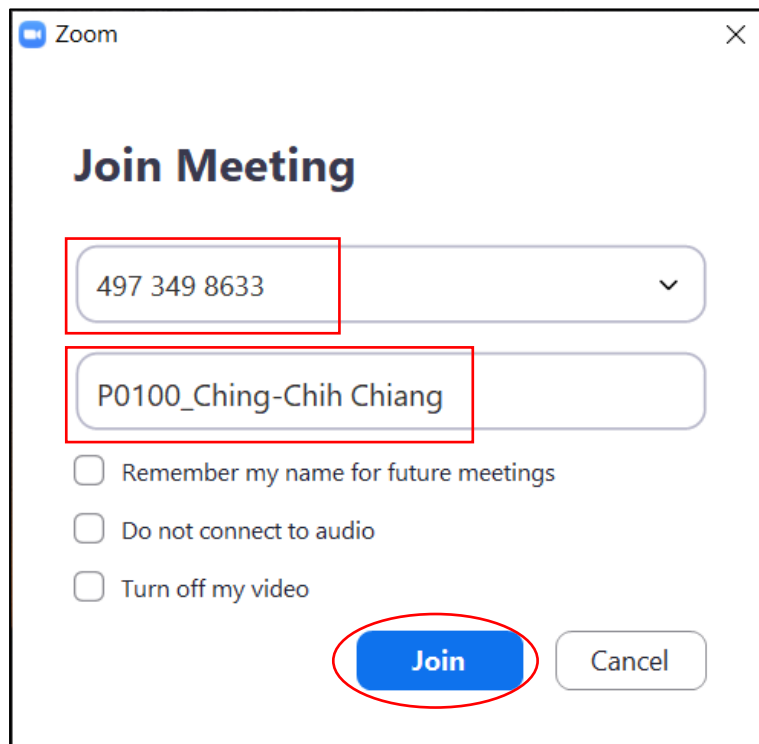 Zoom
Join Meeting
497 349 8633
P0100_Ching-Chih Chiang
Remember my name for future meetings
Do not connect to audio
Turn off my video
Join Cancel